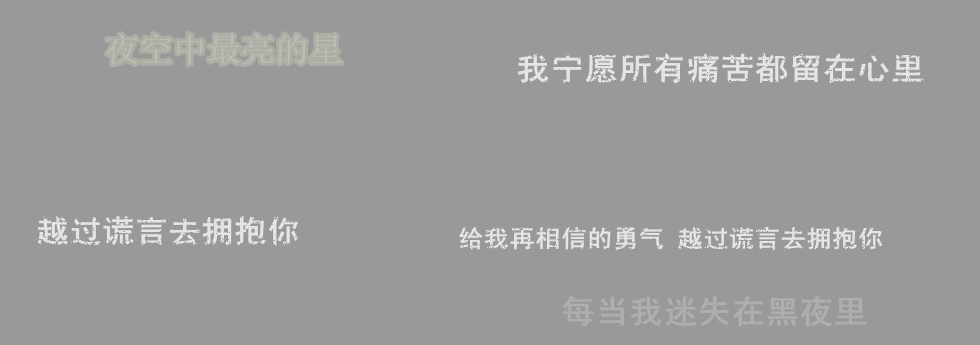 夜空中最亮的星
我宁愿所有痛苦都留在心里
越过谎言去拥抱你
给我再相信的勇气 越过谎言去拥抱你
每当我迷失在黑夜里